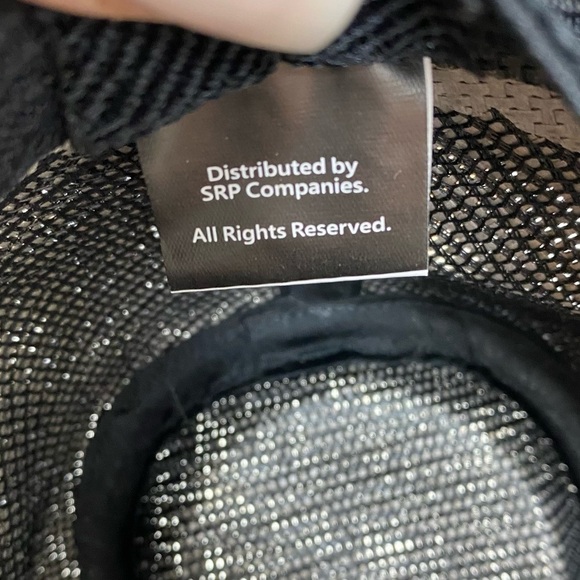 Distributed by
SRP Companies.
All Rights Reserved.